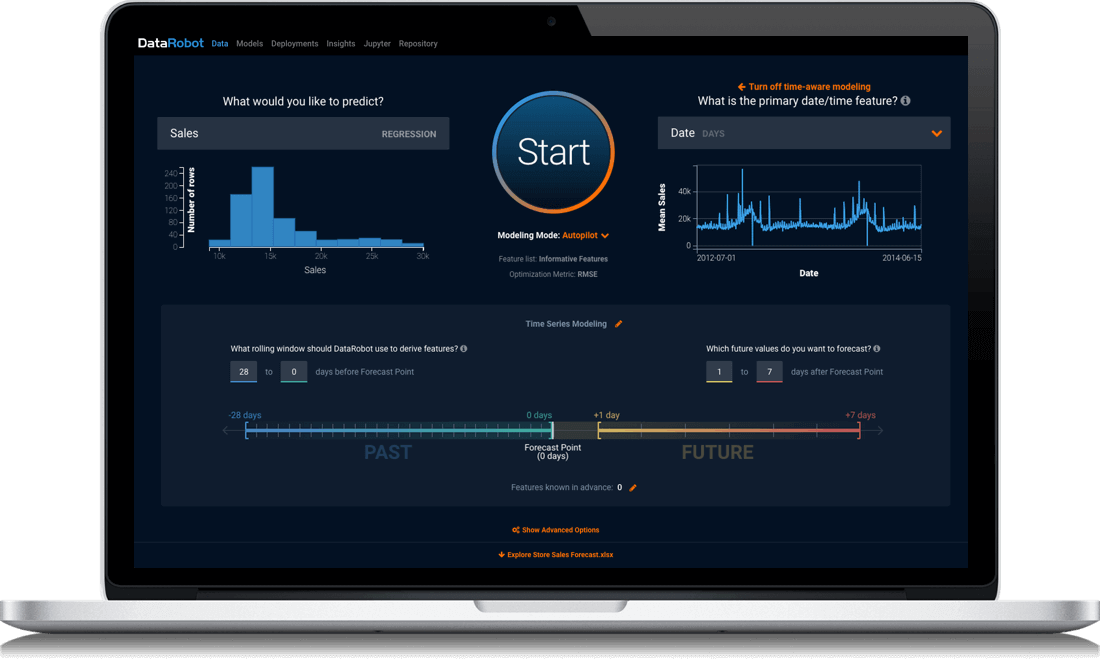 DataRobot Data Models Deployments Insights Jupyter Repository
Turn off time-aware modeling
What would you like to predict?
What is the primary date/time feature?
Sales REGRESSION
Start
Date DAYS
240
200
160
120
80
40
0
Number of rows
10k 15k 20k 25k 30k
Sales
Modeling Mode: Autopilot
Feature list: Informative Features
Optimization Metric: RMSE
Mean Sales
40k
20k
0
2012-07-01 2014-06-15
Date
Time Series Modeling
What rolling window should DataRobot use to derive features?
28 to 0 days before Forecast Point
Which future values do you want to forecast?
1 to 7 days after Forecast Point
-28 days 0 days +1 day +7 days
PAST
Forecast Point
(0 days)
FUTURE
Features known in advance: 0
Show Advanced Options
Explore Store Sales Forecast.xlsx